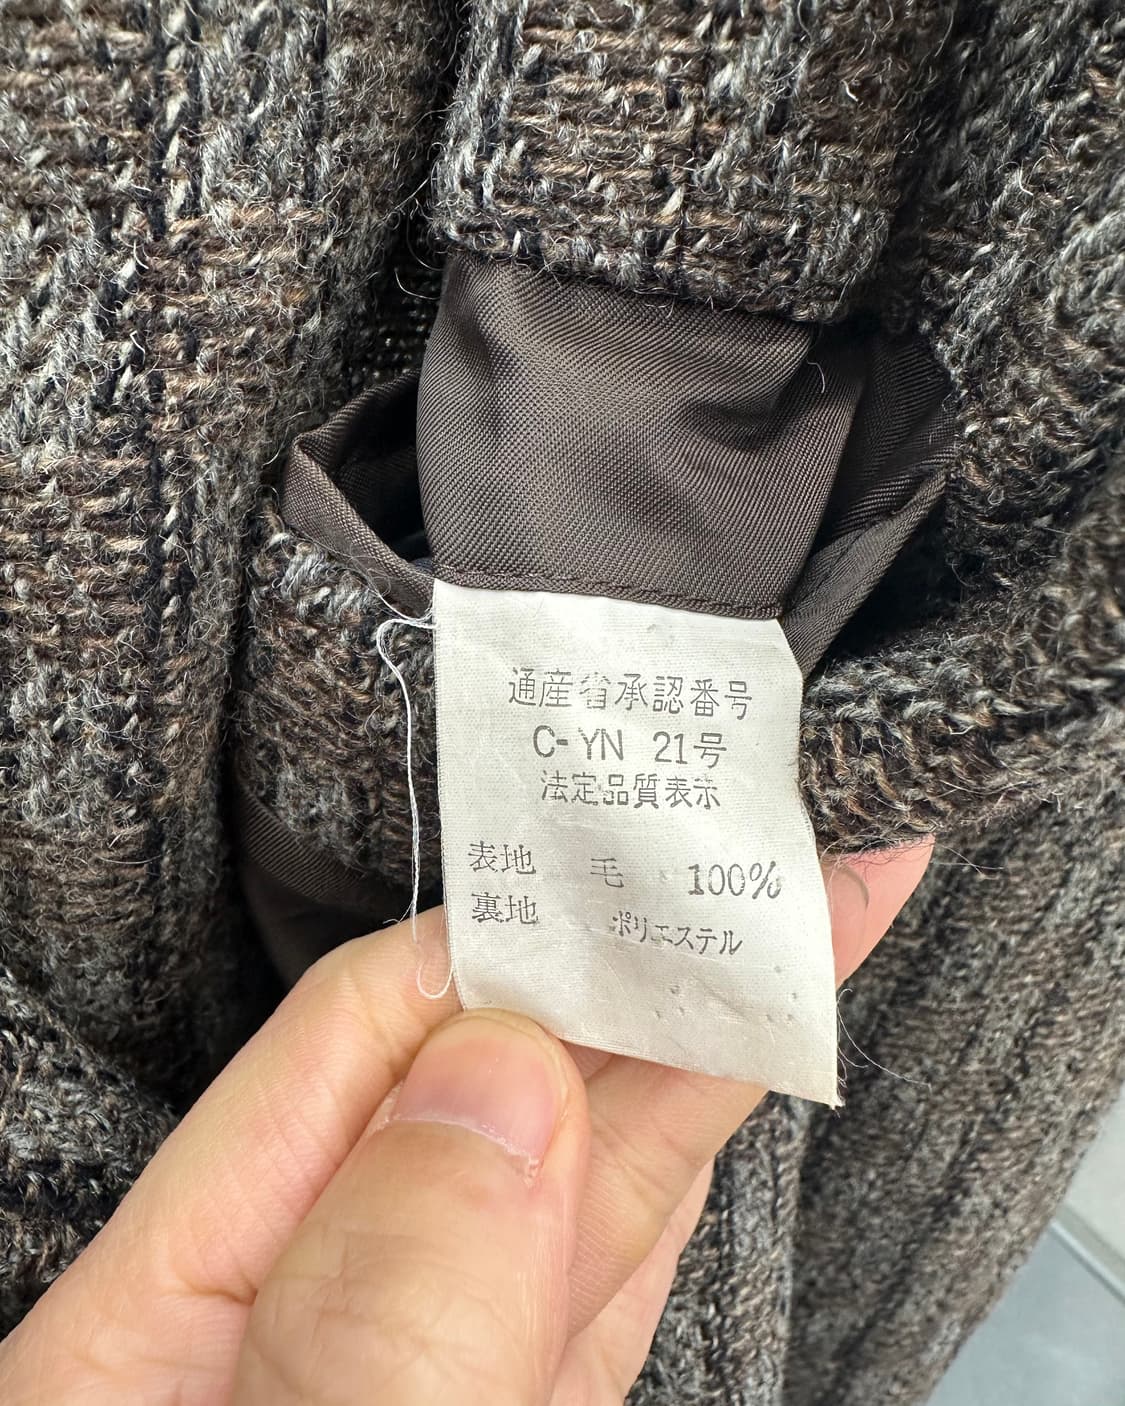 通産省承認番号
C-YN 21号
法定品質表示
表地 毛 100%
裏地 ポリエステル